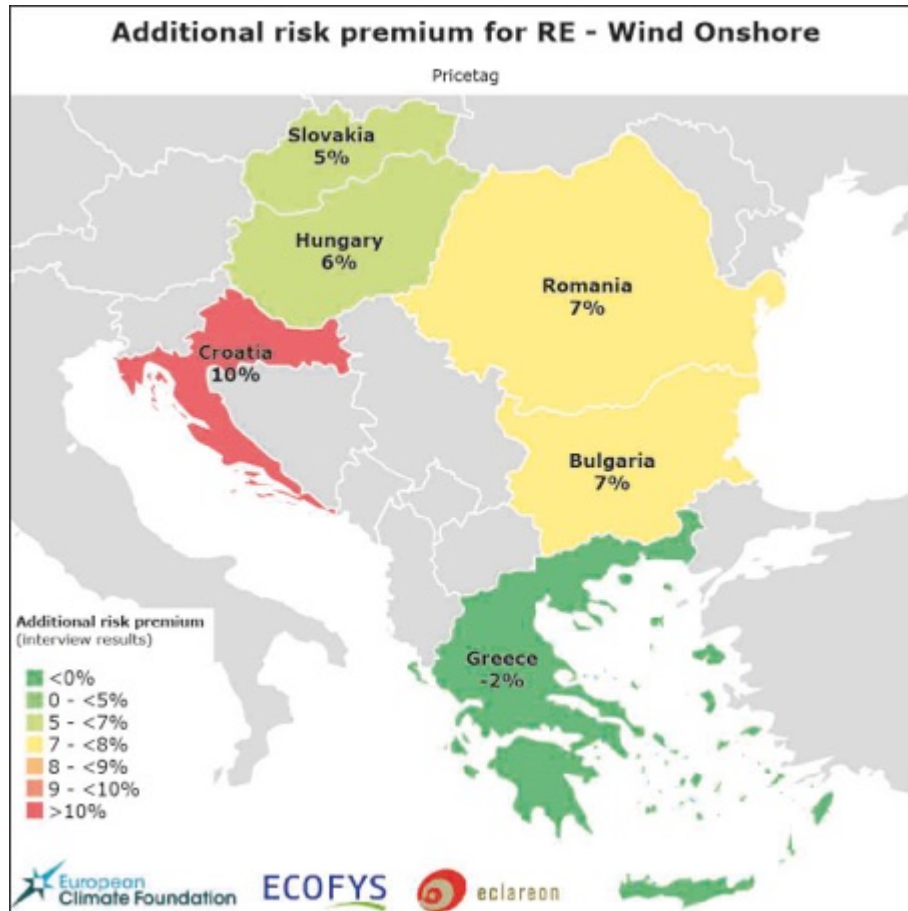 Additional risk premium for RE - Wind Onshore
Pricetag
Slovakia
5%
Hungary
6%
Romania
7%
Croatia
10%
Bulgaria
7%
Greece
-2%
Additional risk premium
(interview results)
<0%
0 - <5%
5 - <7%
7 - <8%
8 - <9%
9 - <10%
>10%
European
Climate Foundation
ECOFYS
eclareon